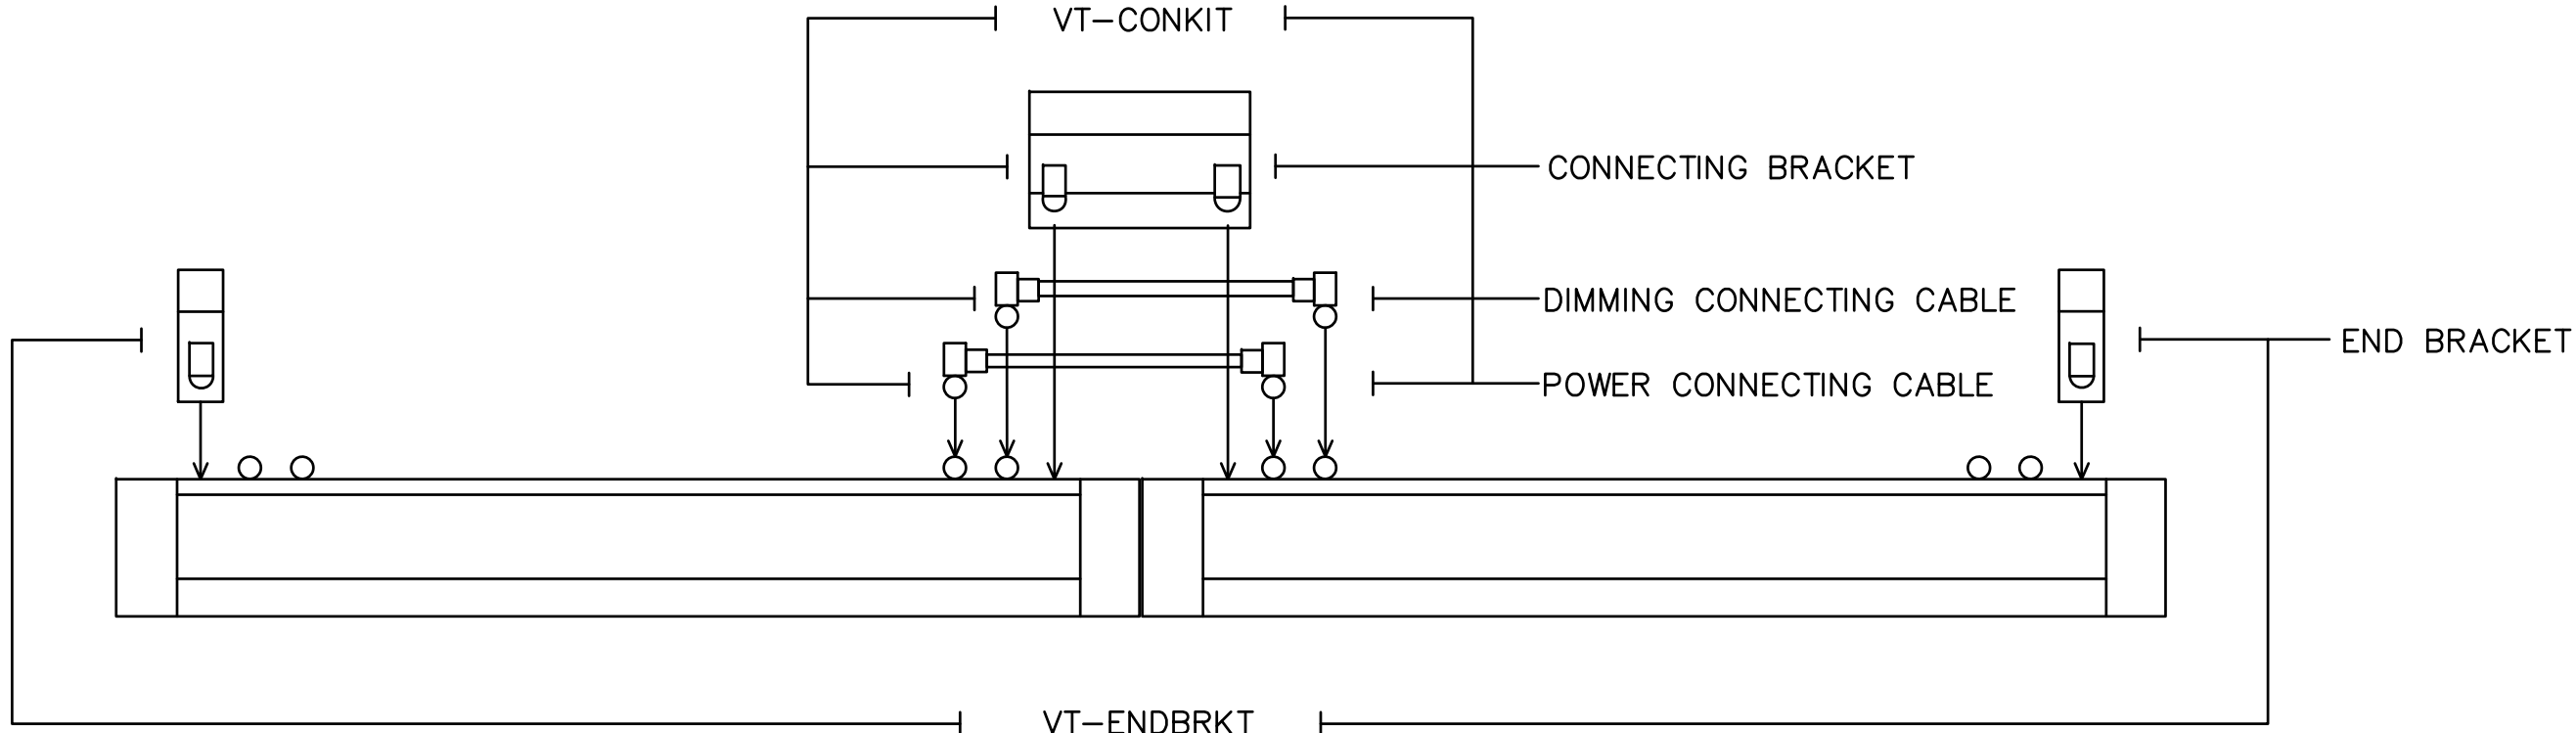 VT-CONKIT
CONNECTING BRACKET
DIMMING CONNECTING CABLE
END BRACKET
POWER CONNECTING CABLE
VT-ENDBRKT